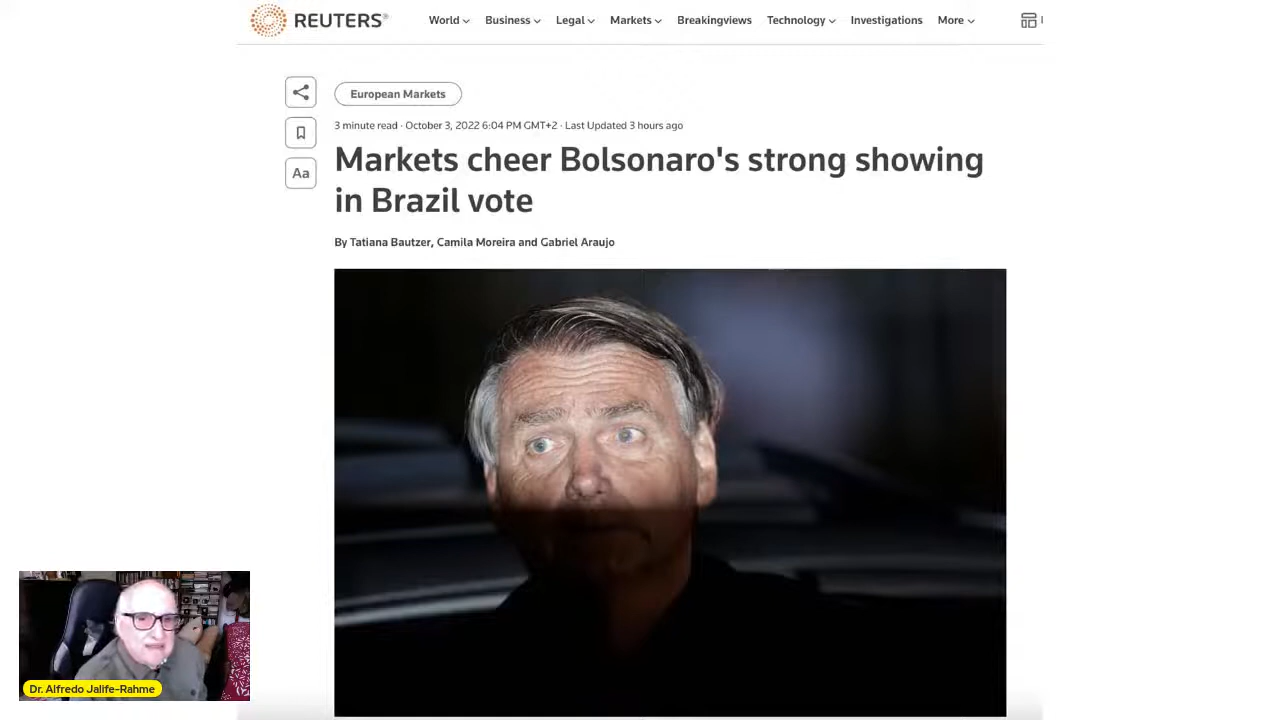 REUTERS®
World Business Legal Markets Breakingviews Technology Investigations More
European Markets
3 minute read · October 3, 2022 6:04 PM GMT+2 · Last Updated 3 hours ago
Aa
Markets cheer Bolsonaro's strong showing
in Brazil vote
By Tatiana Bautzer, Camila Moreira and Gabriel Araujo
Dr. Alfredo Jalife-Rahme